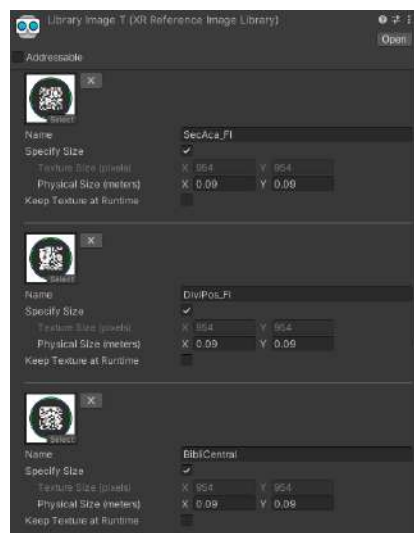 Library Image T (XR Reference Image Library)
Open
Addressable
X
Select
Name SecAca_FI
Specify Size
Texture Size (pixels) X 954 Y 954
Physical Size (meters) X 0.09 Y 0.09
Keep Texture at Runtime
X
Select
Name DiviPos_FI
Specify Size
Texture Size (pixels) X 954 Y 954
Physical Size (meters) X 0.09 Y 0.09
Keep Texture at Runtime
X
Select
Name BibliCentral
Specify Size
Texture Size (pixels) X 954 Y 954
Physical Size (meters) X 0.09 Y 0.09
Keep Texture at Runtime